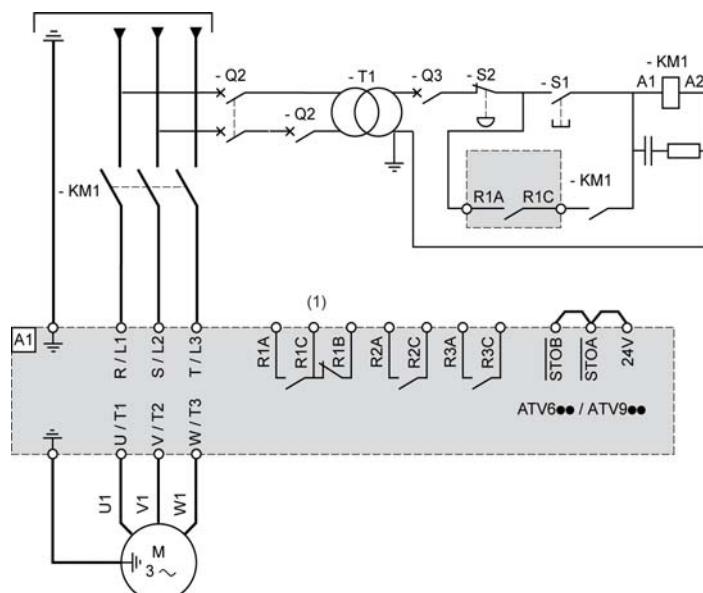 - Q2
- T1
- Q3
- S2
- S1
- KM1
A1 A2
- Q2
- KM1
R1A R1C
- KM1
(1)
A1
R / L1
S / L2
T / L3
R1A
R1C
R1B
R2A
R2C
R3A
R3C
STOB
STOA
24V
ATV6●● / ATV9●●
U / T1
V / T2
W / T3
U1
V1
W1
M
3 ~